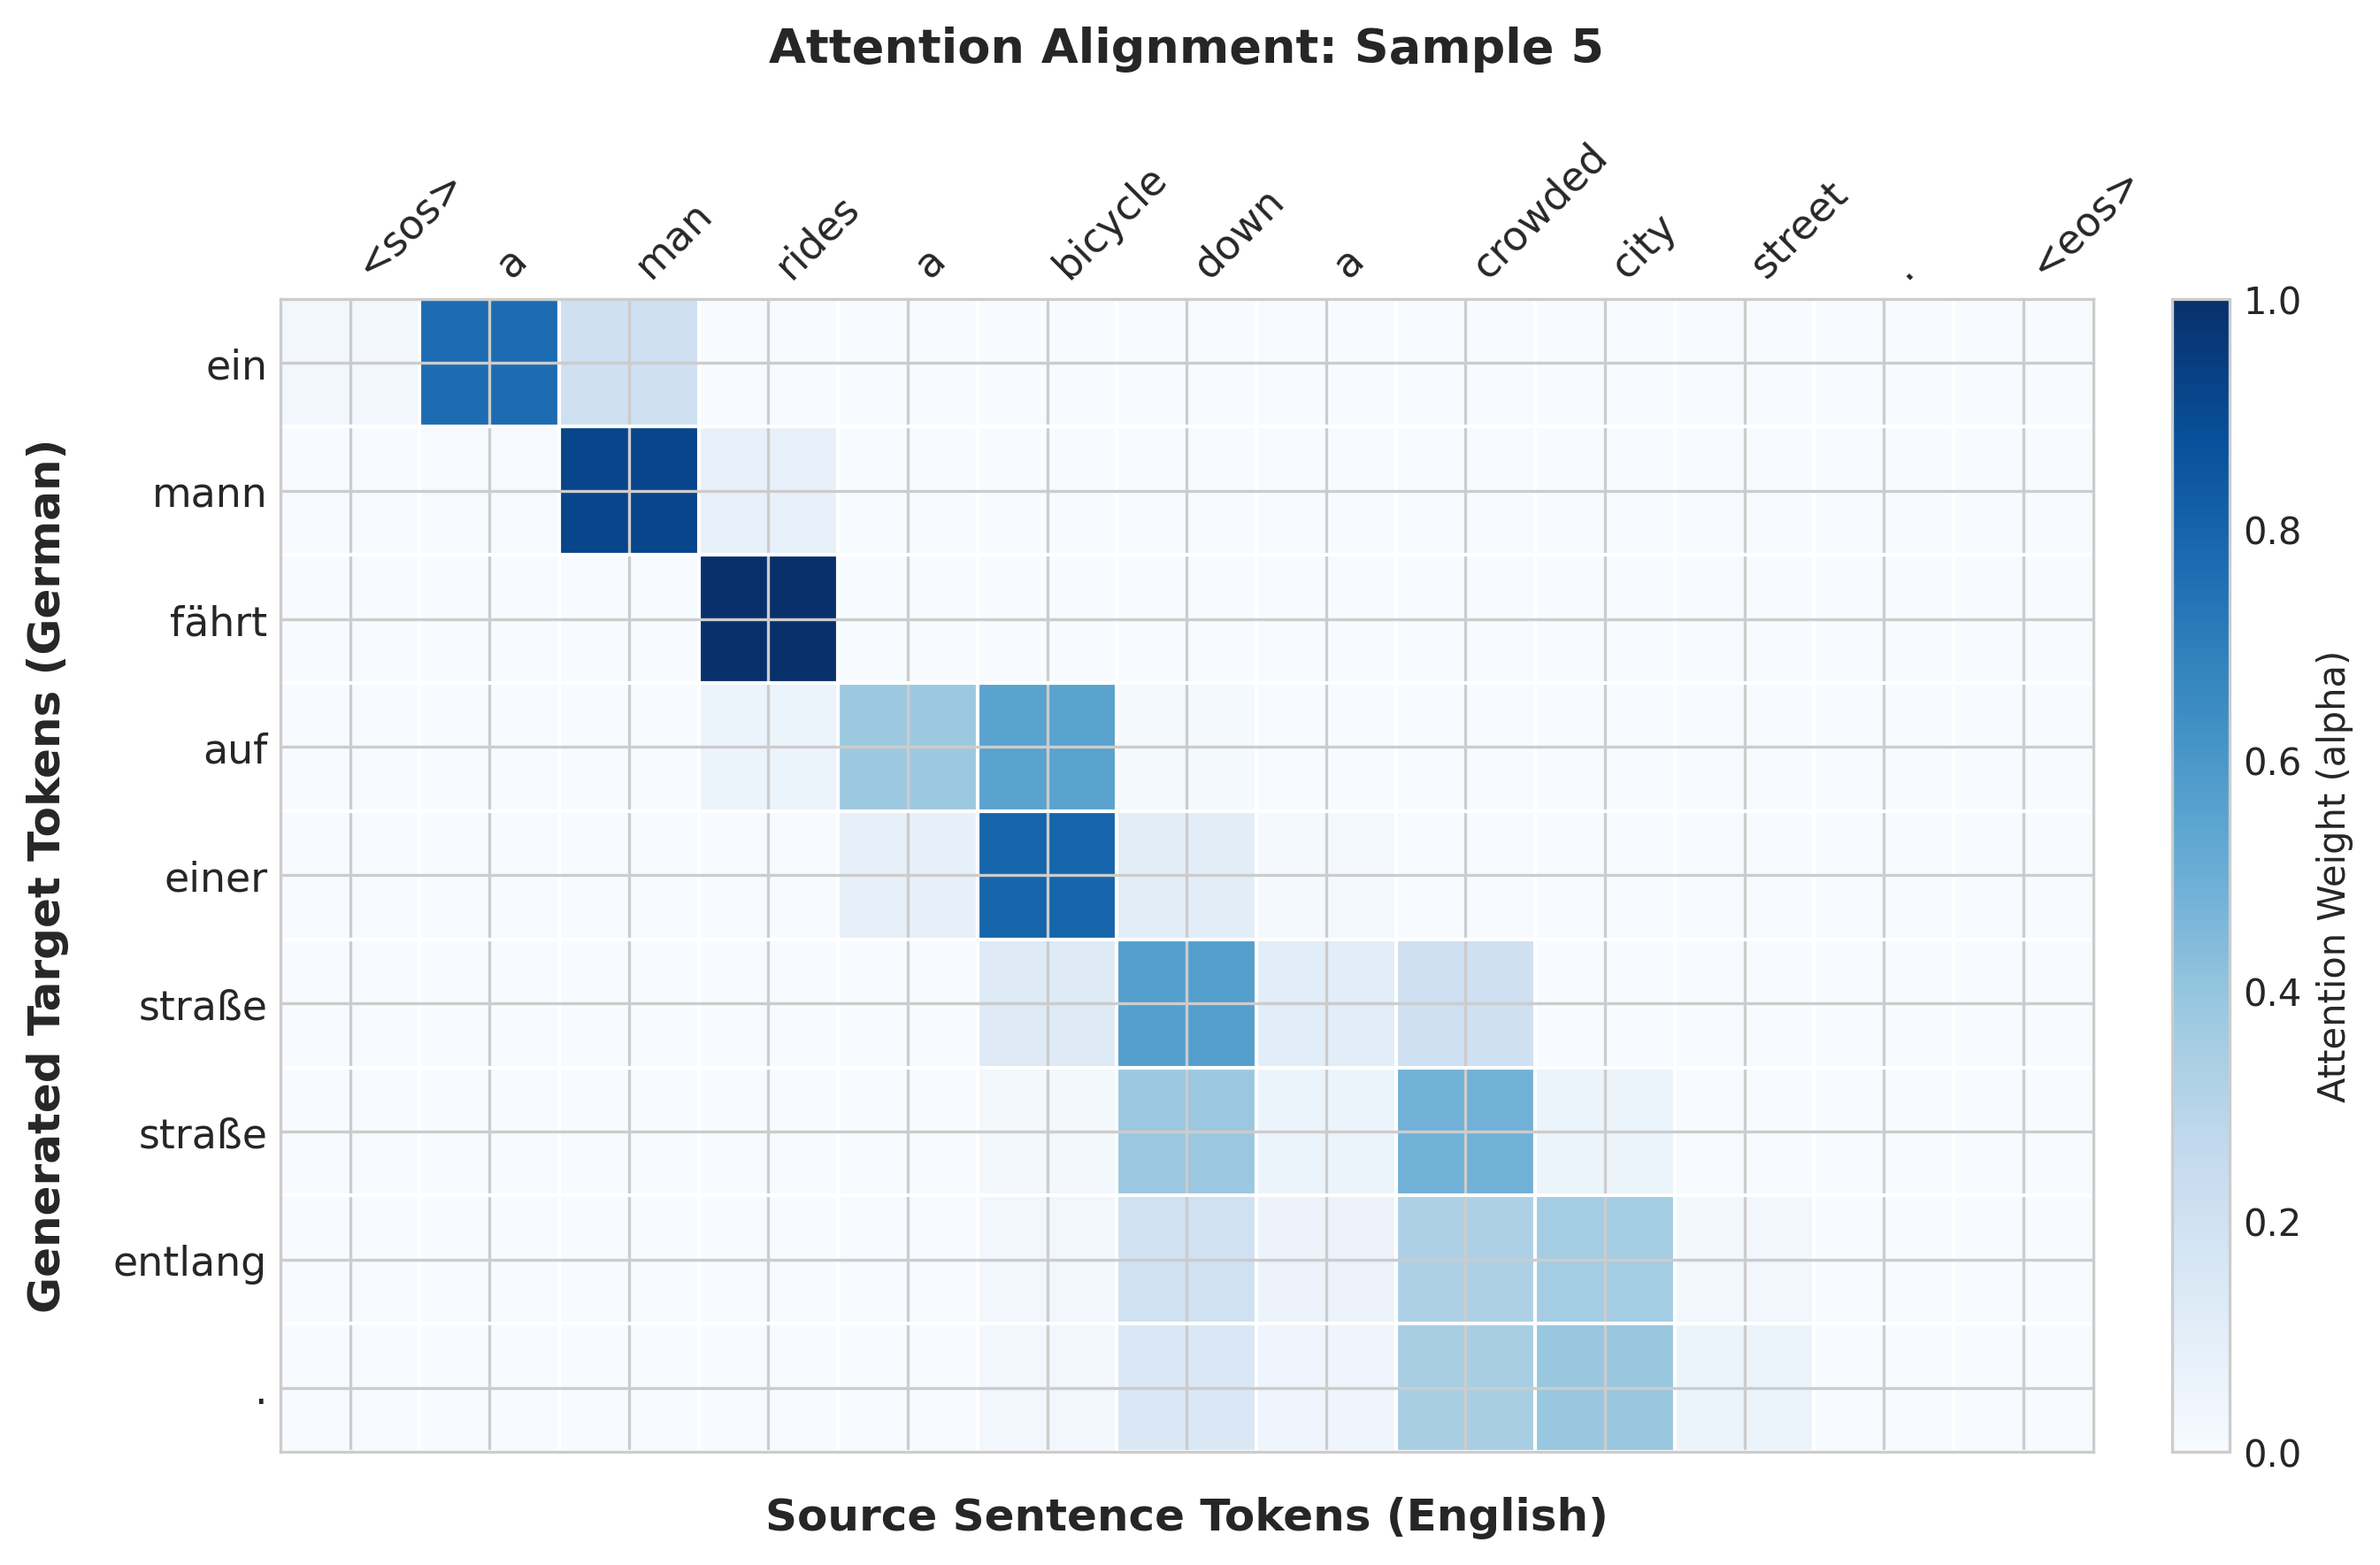 Attention Alignment: Sample 5
<sos> a man rides a bicycle down a crowded city street . <eos>
Generated Target Tokens (German)
ein
mann
fährt
auf
einer
straße
straße
entlang
.
Source Sentence Tokens (English)
1.0
0.8
0.6
0.4
0.2
0.0
Attention Weight (alpha)